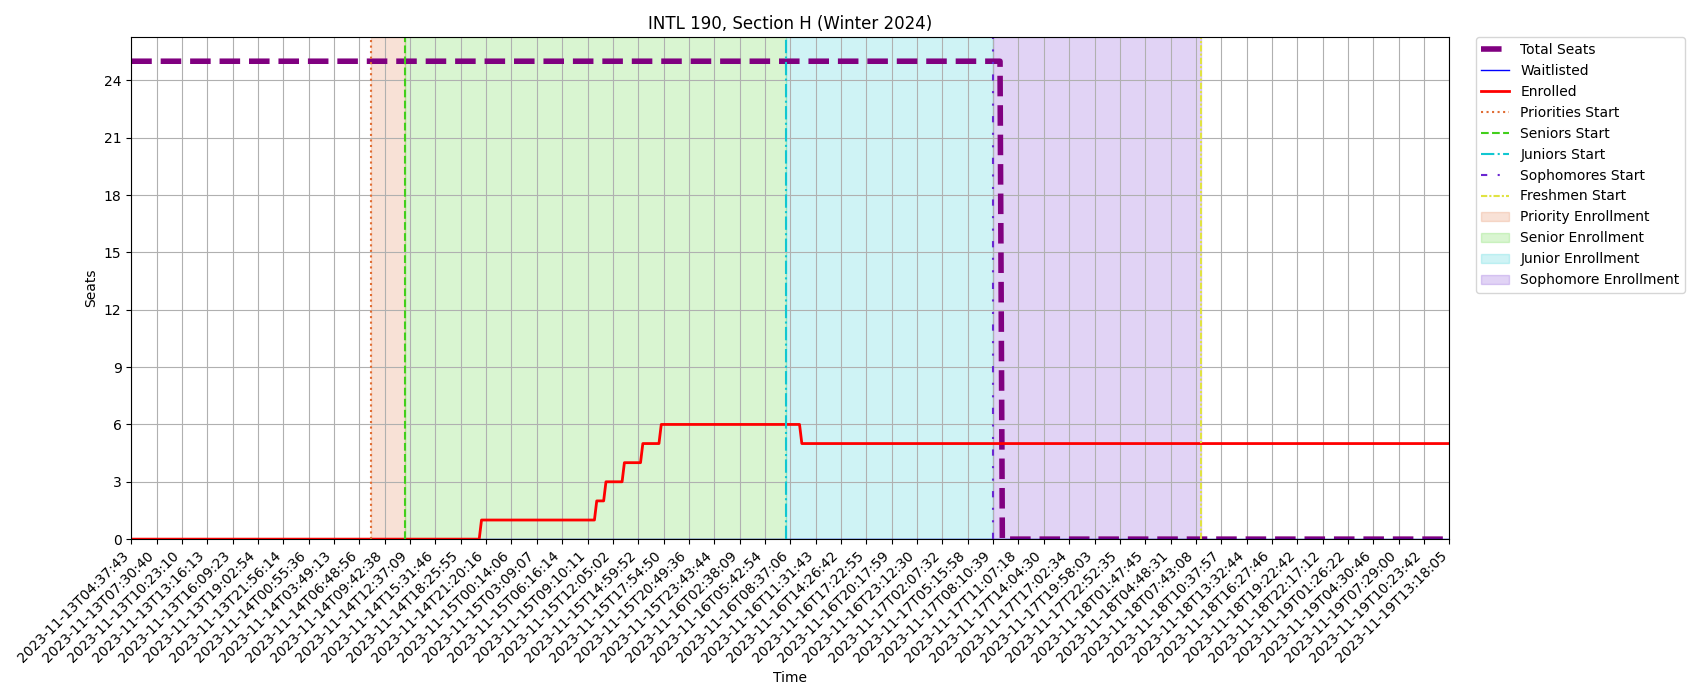 INTL 190, Section H (Winter 2024)
Total Seats
Waitlisted
Enrolled
Priorities Start
Seniors Start
Juniors Start
Sophomores Start
Freshmen Start
Priority Enrollment
Senior Enrollment
Junior Enrollment
Sophomore Enrollment
Seats
24
21
18
15
12
9
6
3
0
2023-11-13T04:37:43
2023-11-13T07:30:40
2023-11-13T10:23:10
2023-11-13T13:16:13
2023-11-13T16:09:23
2023-11-13T19:02:54
2023-11-13T21:56:14
2023-11-14T00:55:36
2023-11-14T03:49:13
2023-11-14T06:48:56
2023-11-14T09:42:38
2023-11-14T12:37:09
2023-11-14T15:31:46
2023-11-14T18:25:55
2023-11-14T21:20:16
2023-11-15T00:14:06
2023-11-15T03:09:07
2023-11-15T06:16:14
2023-11-15T09:10:11
2023-11-15T12:05:02
2023-11-15T14:59:52
2023-11-15T17:54:50
2023-11-15T20:49:36
2023-11-15T23:43:44
2023-11-16T02:38:09
2023-11-16T05:42:54
2023-11-16T08:37:06
2023-11-16T11:31:43
2023-11-16T14:26:42
2023-11-16T17:22:55
2023-11-16T20:17:59
2023-11-16T23:12:30
2023-11-17T02:07:32
2023-11-17T05:15:58
2023-11-17T08:10:39
2023-11-17T11:07:18
2023-11-17T14:04:30
2023-11-17T17:02:34
2023-11-17T19:58:03
2023-11-17T22:52:35
2023-11-18T01:47:45
2023-11-18T04:48:31
2023-11-18T07:43:08
2023-11-18T10:37:57
2023-11-18T13:32:44
2023-11-18T16:27:46
2023-11-18T19:22:42
2023-11-18T22:17:12
2023-11-19T01:26:22
2023-11-19T04:30:46
2023-11-19T07:29:00
2023-11-19T10:23:42
2023-11-19T13:18:05
Time